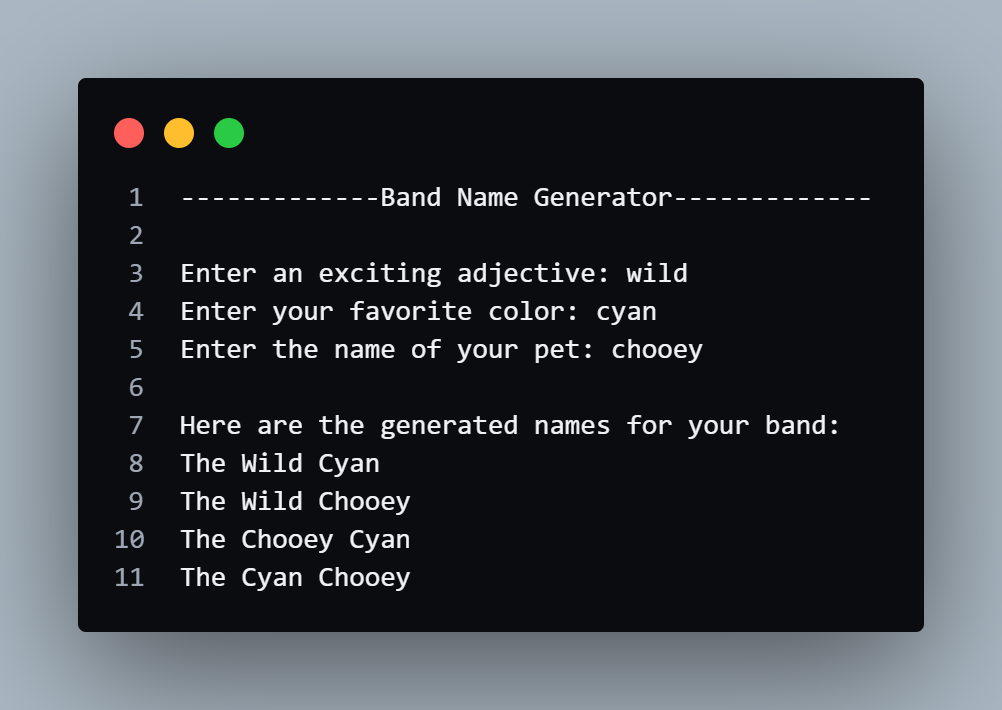 1 -------------Band Name Generator-------------
2
3 Enter an exciting adjective: wild
4 Enter your favorite color: cyan
5 Enter the name of your pet: chooey
6
7 Here are the generated names for your band:
8 The Wild Cyan
9 The Wild Chooey
10 The Chooey Cyan
11 The Cyan Chooey